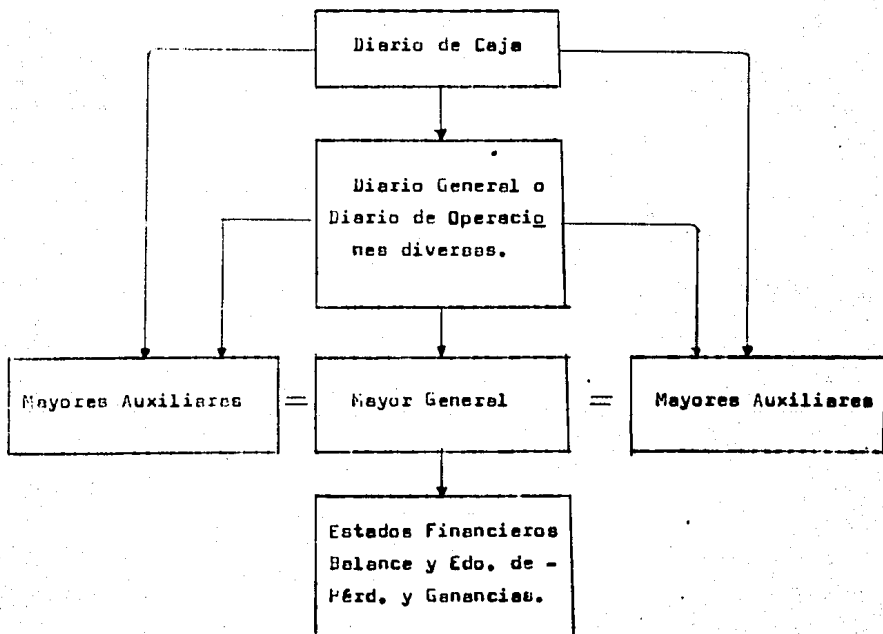 Diario de Caja
Diario General o
Diario de Operacio
nes diversas.
Mayores Auxiliares = Mayor General = Mayores Auxiliares
Estados Financieros
Balance y Edo. de -
Pérd. y Ganancias.